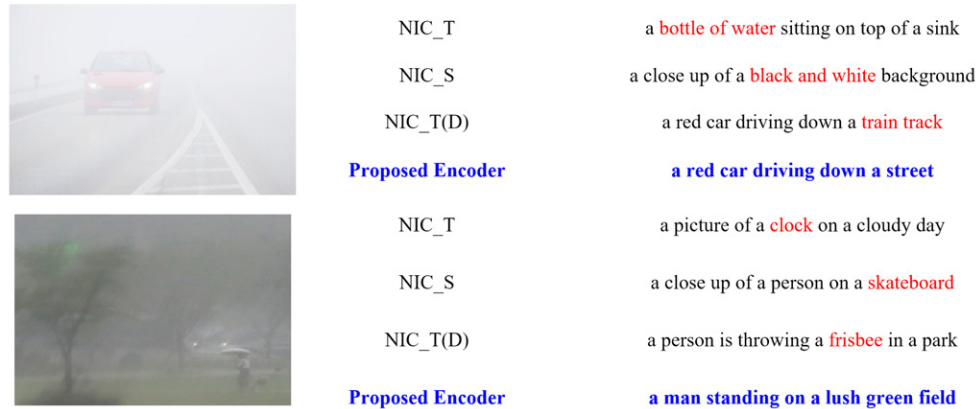 NIC_T a bottle of water sitting on top of a sink
NIC_S a close up of a black and white background
NIC_T(D) a red car driving down a train track
Proposed Encoder a red car driving down a street
NIC_T a picture of a clock on a cloudy day
NIC_S a close up of a person on a skateboard
NIC_T(D) a person is throwing a frisbee in a park
Proposed Encoder a man standing on a lush green field